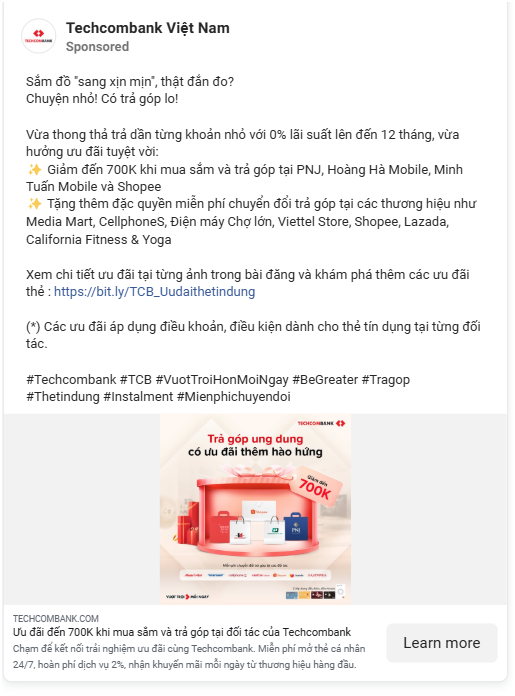 Techcombank Việt Nam
Sponsored
Sắm đồ "sang xịn mịn", thật đắn đo?
Chuyện nhỏ! Có trả góp lo!
Vừa thong thả trả dần từng khoản nhỏ với 0% lãi suất lên đến 12 tháng, vừa
hưởng ưu đãi tuyệt vời:
✨ Giảm đến 700K khi mua sắm và trả góp tại PNJ, Hoàng Hà Mobile, Minh
Tuấn Mobile và Shopee
✨ Tặng thêm đặc quyền miễn phí chuyển đổi trả góp tại các thương hiệu như
Media Mart, CellphoneS, Điện máy Chợ lớn, Viettel Store, Shopee, Lazada,
California Fitness & Yoga
Xem chi tiết ưu đãi tại từng ảnh trong bài đăng và khám phá thêm các ưu đãi
thẻ : https://bit.ly/TCB_Uudaithetindung
(*) Các ưu đãi áp dụng điều khoản, điều kiện dành cho thẻ tín dụng tại từng đối
tác.
#Techcombank #TCB #VuotTroiHonMoiNgay #BeGreater #Tragop
#Thetindung #Instalment #Mienphichuyendoi
TECHCOMBANK
Trả góp ung dung
có ưu đãi thêm hào hứng
Giảm đến
700K
PNJ
VƯỢT TRỘI MỖI NGÀY
TECHCOMBANK.COM
Ưu đãi đến 700K khi mua sắm và trả góp tại đối tác của Techcombank
Chạm để kết nối trải nghiệm ưu đãi cùng Techcombank. Miễn phí mở thẻ cá nhân
24/7, hoàn phí dịch vụ 2%, nhận khuyến mãi mỗi ngày từ thương hiệu hàng đầu.
Learn more